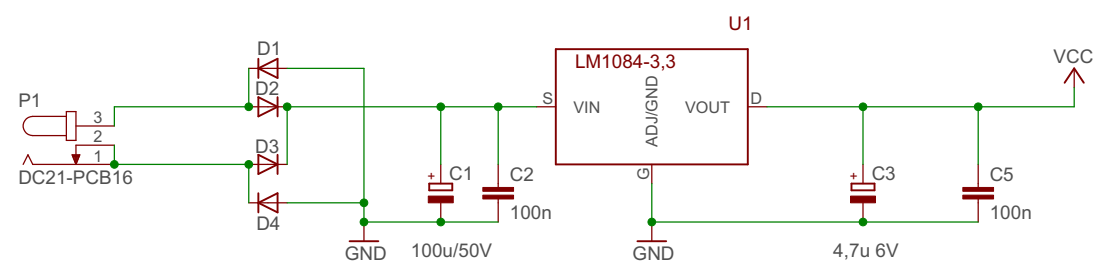 U1
D1
LM1084-3,3
VCC
D2
P1
3
S
VIN
ADJ/GND
VOUT
D
2
D3
1
DC21-PCB16
G
C1
C2
C3
C5
+
+
D4
100n
100n
GND
100u/50V
GND
4,7u 6V